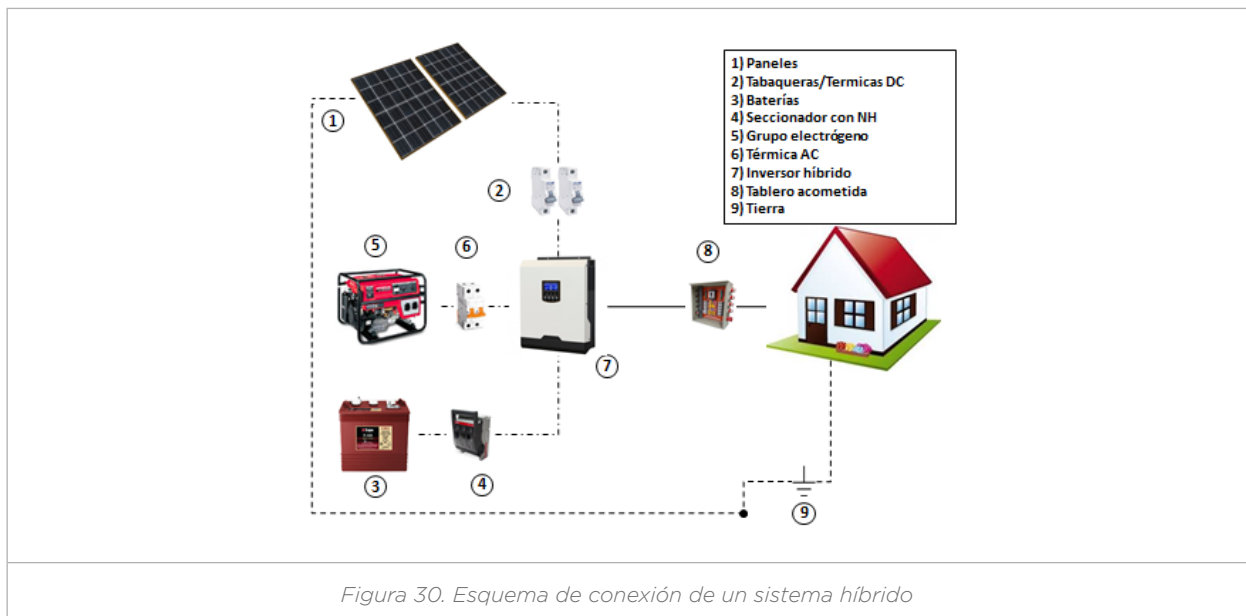 1) Paneles
2) Tabaqueras/Termicas DC
3) Baterías
4) Seccionador con NH
5) Grupo electrógeno
6) Térmica AC
7) Inversor híbrido
8) Tablero acometida
9) Tierra
1
2
5
6
8
7
3
4
9
Figura 30. Esquema de conexión de un sistema híbrido